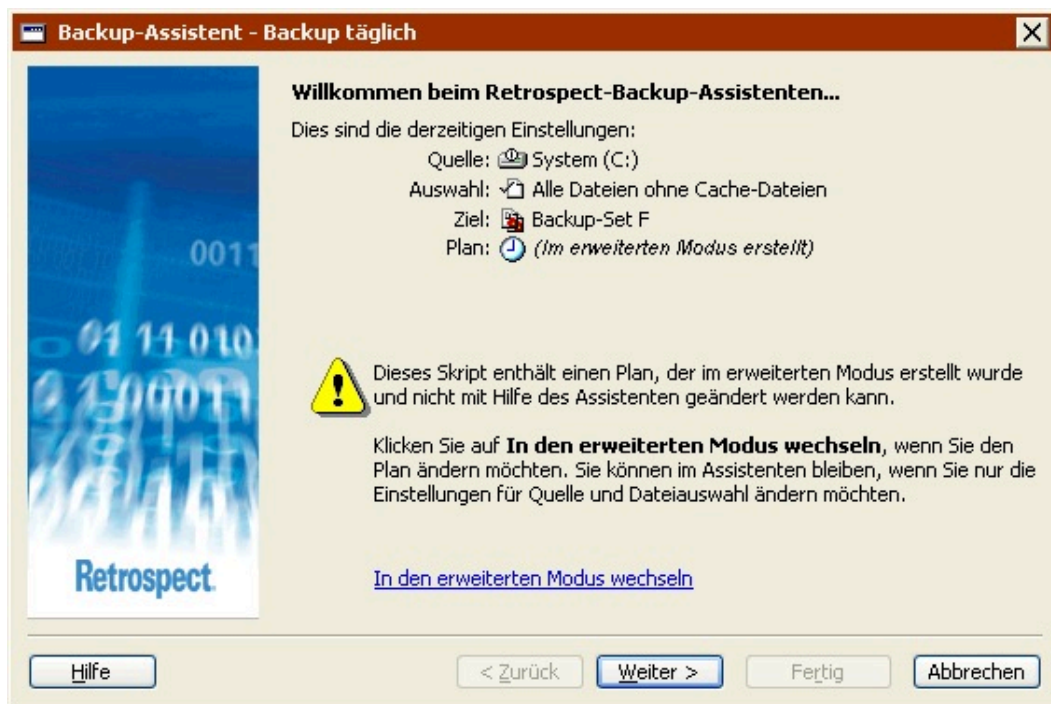 Backup-Assistent - Backup täglich
Willkommen beim Retrospect-Backup-Assistenten...
Dies sind die derzeitigen Einstellungen:
Quelle: System (C:)
Auswahl: Alle Dateien ohne Cache-Dateien
Ziel: Backup-Set F
Plan: (Im erweiterten Modus erstellt)
0011
01 11 010
Dieses Skript enthält einen Plan, der im erweiterten Modus erstellt wurde
und nicht mit Hilfe des Assistenten geändert werden kann.
Klicken Sie auf In den erweiterten Modus wechseln, wenn Sie den
Plan ändern möchten. Sie können im Assistenten bleiben, wenn Sie nur die
Einstellungen für Quelle und Dateiauswahl ändern möchten.
Retrospect.
In den erweiterten Modus wechseln
Hilfe
< Zurück
Weiter >
Fertig
Abbrechen